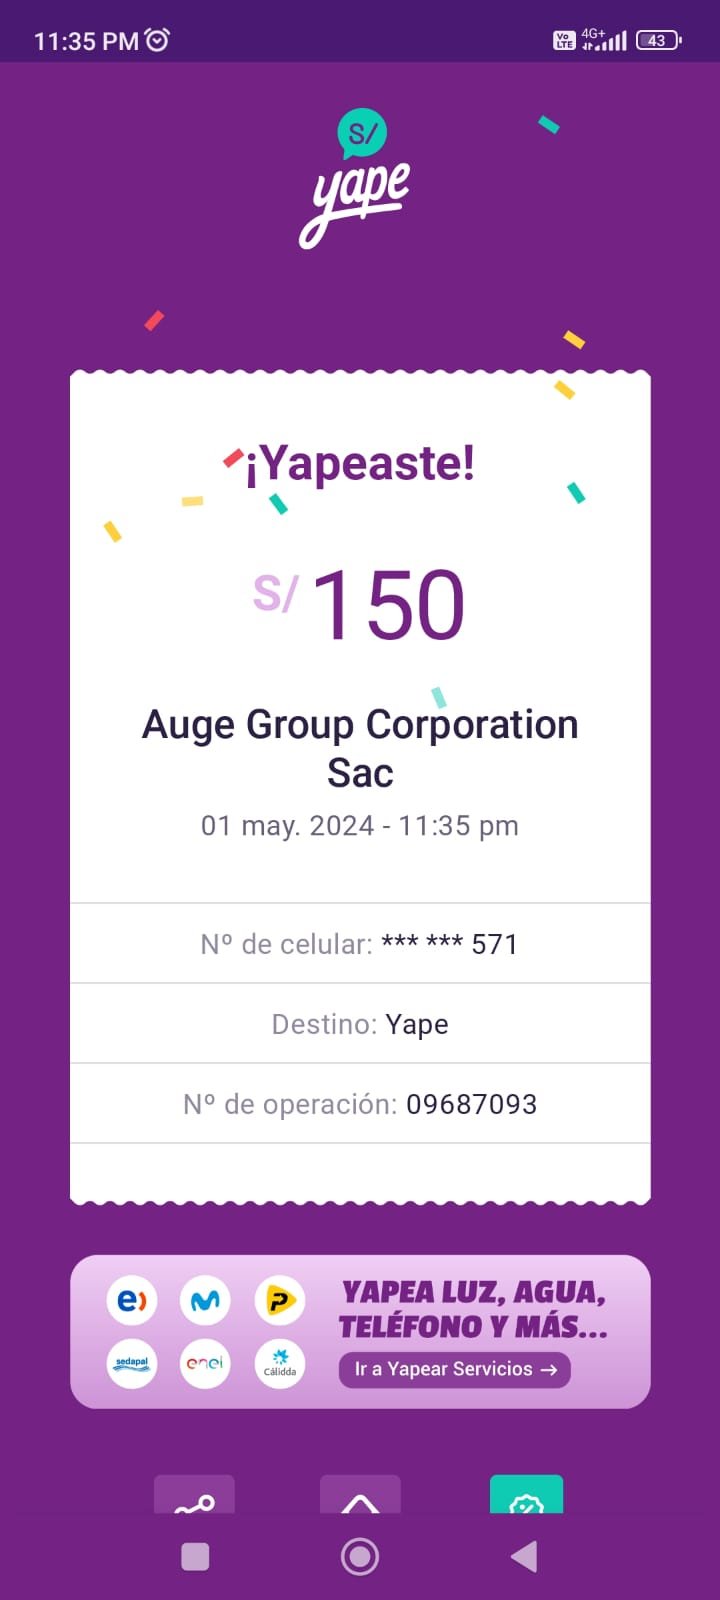 11:35 PM
Vo LTE 4G+ 43
S/
yape
¡Yapeaste!
S/ 150
Auge Group Corporation
Sac
01 may. 2024 - 11:35 pm
Nº de celular: *** *** 571
Destino: Yape
Nº de operación: 09687093
e) P
YAPEA LUZ, AGUA,
TELÉFONO Y MÁS...
sedapal enel Cálidda
Ir a Yapear Servicios →